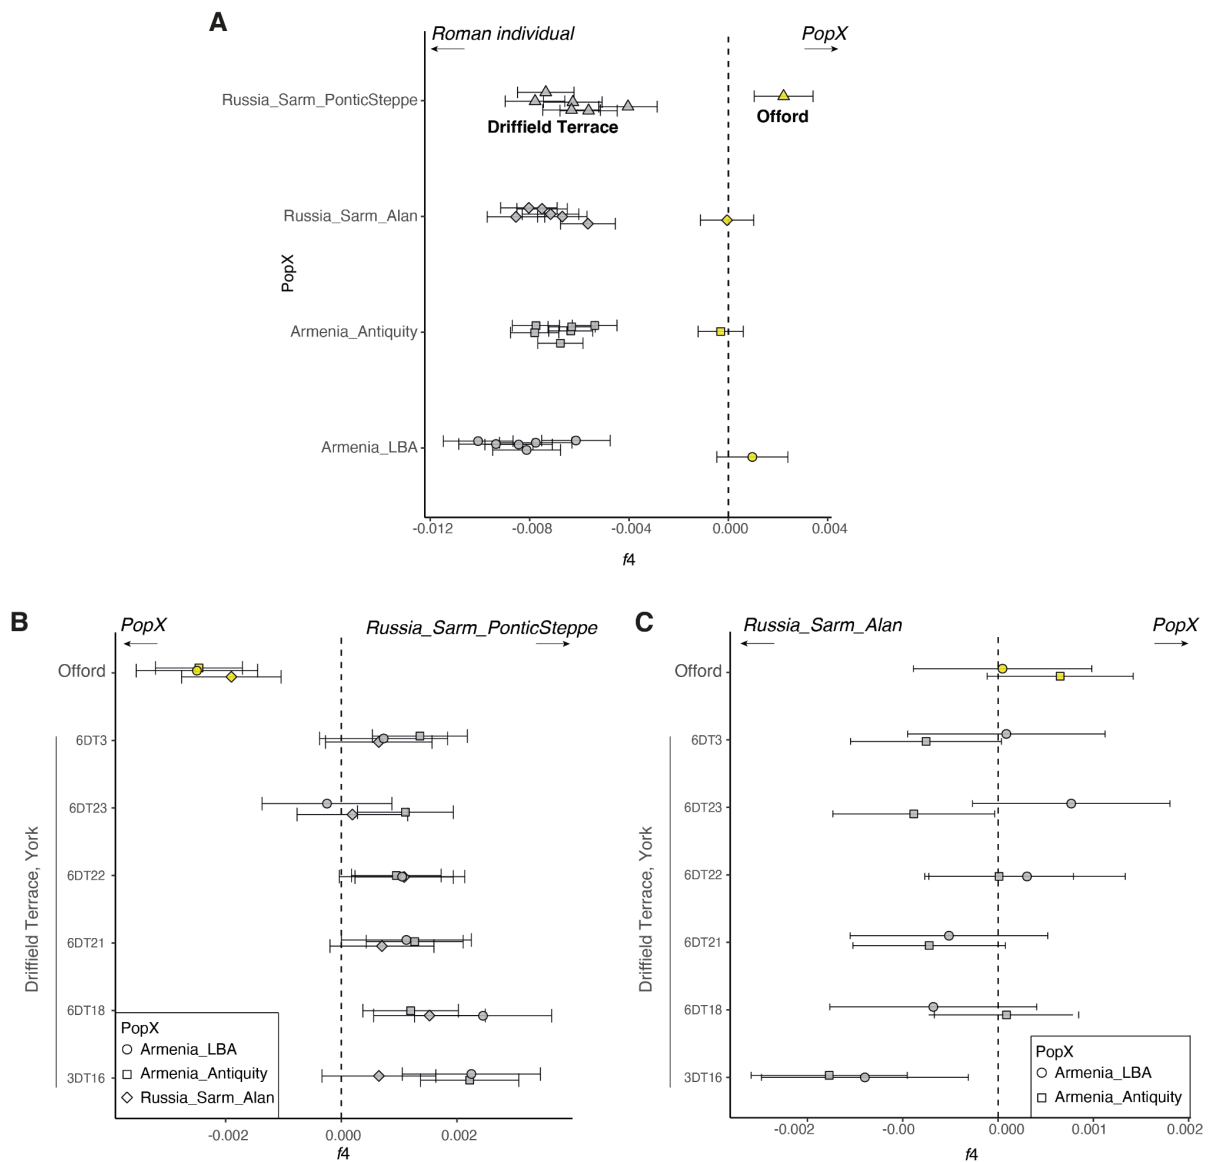 A
Roman individual
PopX
Russia_Sarm_PonticSteppe
Driffield Terrace
Offord
Russia_Sarm_Alan
PopX
Armenia_Antiquity
Armenia_LBA
-0.012
-0.008
-0.004
0.000
0.004
f4
B
PopX
Russia_Sarm_PonticSteppe
Offord
6DT3
6DT23
6DT22
6DT21
6DT18
3DT16
Driffield Terrace, York
PopX
Armenia_LBA
Armenia_Antiquity
Russia_Sarm_Alan
-0.002
0.000
0.002
f4
C
Russia_Sarm_Alan
PopX
Offord
6DT3
6DT23
6DT22
6DT21
6DT18
3DT16
Driffield Terrace, York
PopX
Armenia_LBA
Armenia_Antiquity
-0.002
-0.00
0.000
0.001
0.002
f4